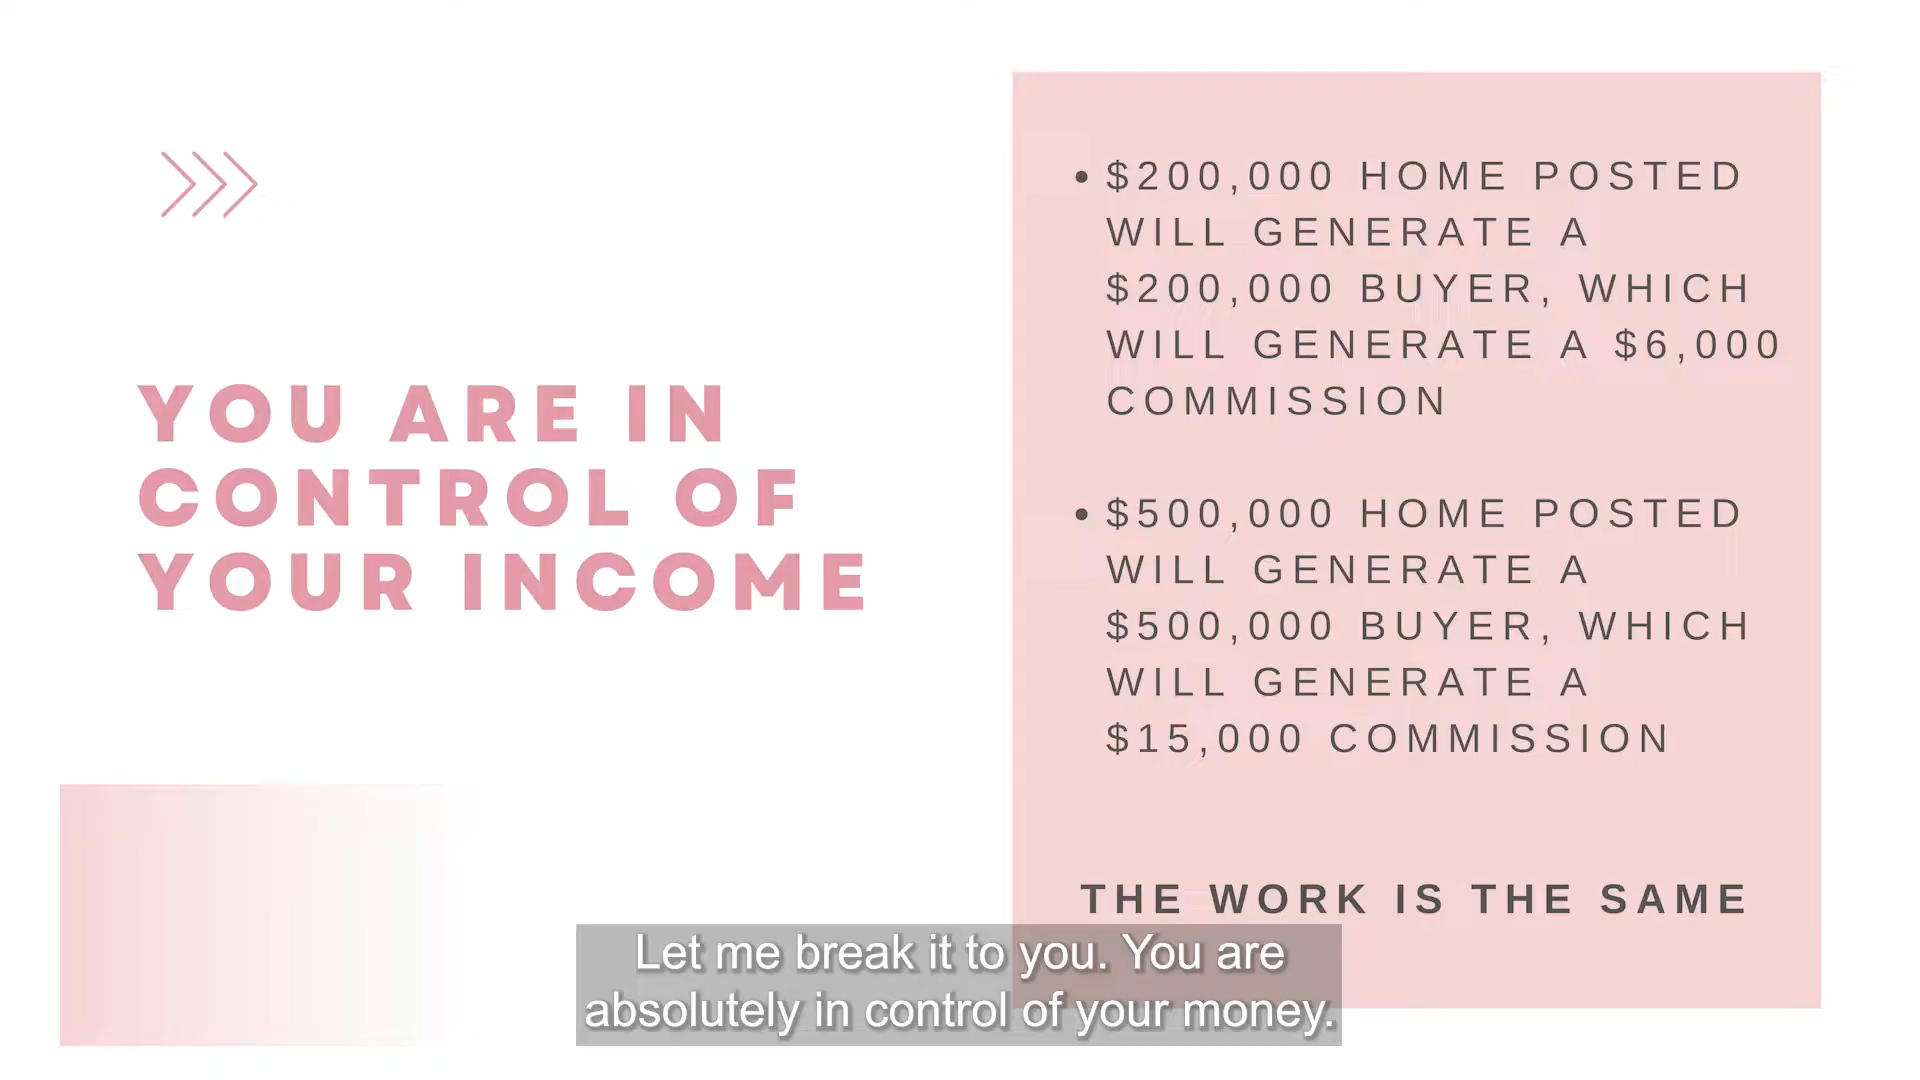 YOU ARE IN
CONTROL OF
YOUR INCOME
• $200,000 HOME POSTED
WILL GENERATE A
$200,000 BUYER, WHICH
WILL GENERATE A $6,000
COMMISSION
• $500,000 HOME POSTED
WILL GENERATE A
$500,000 BUYER, WHICH
WILL GENERATE A
$15,000 COMMISSION
THE WORK IS THE SAME
Let me break it to you. You are
absolutely in control of your money.